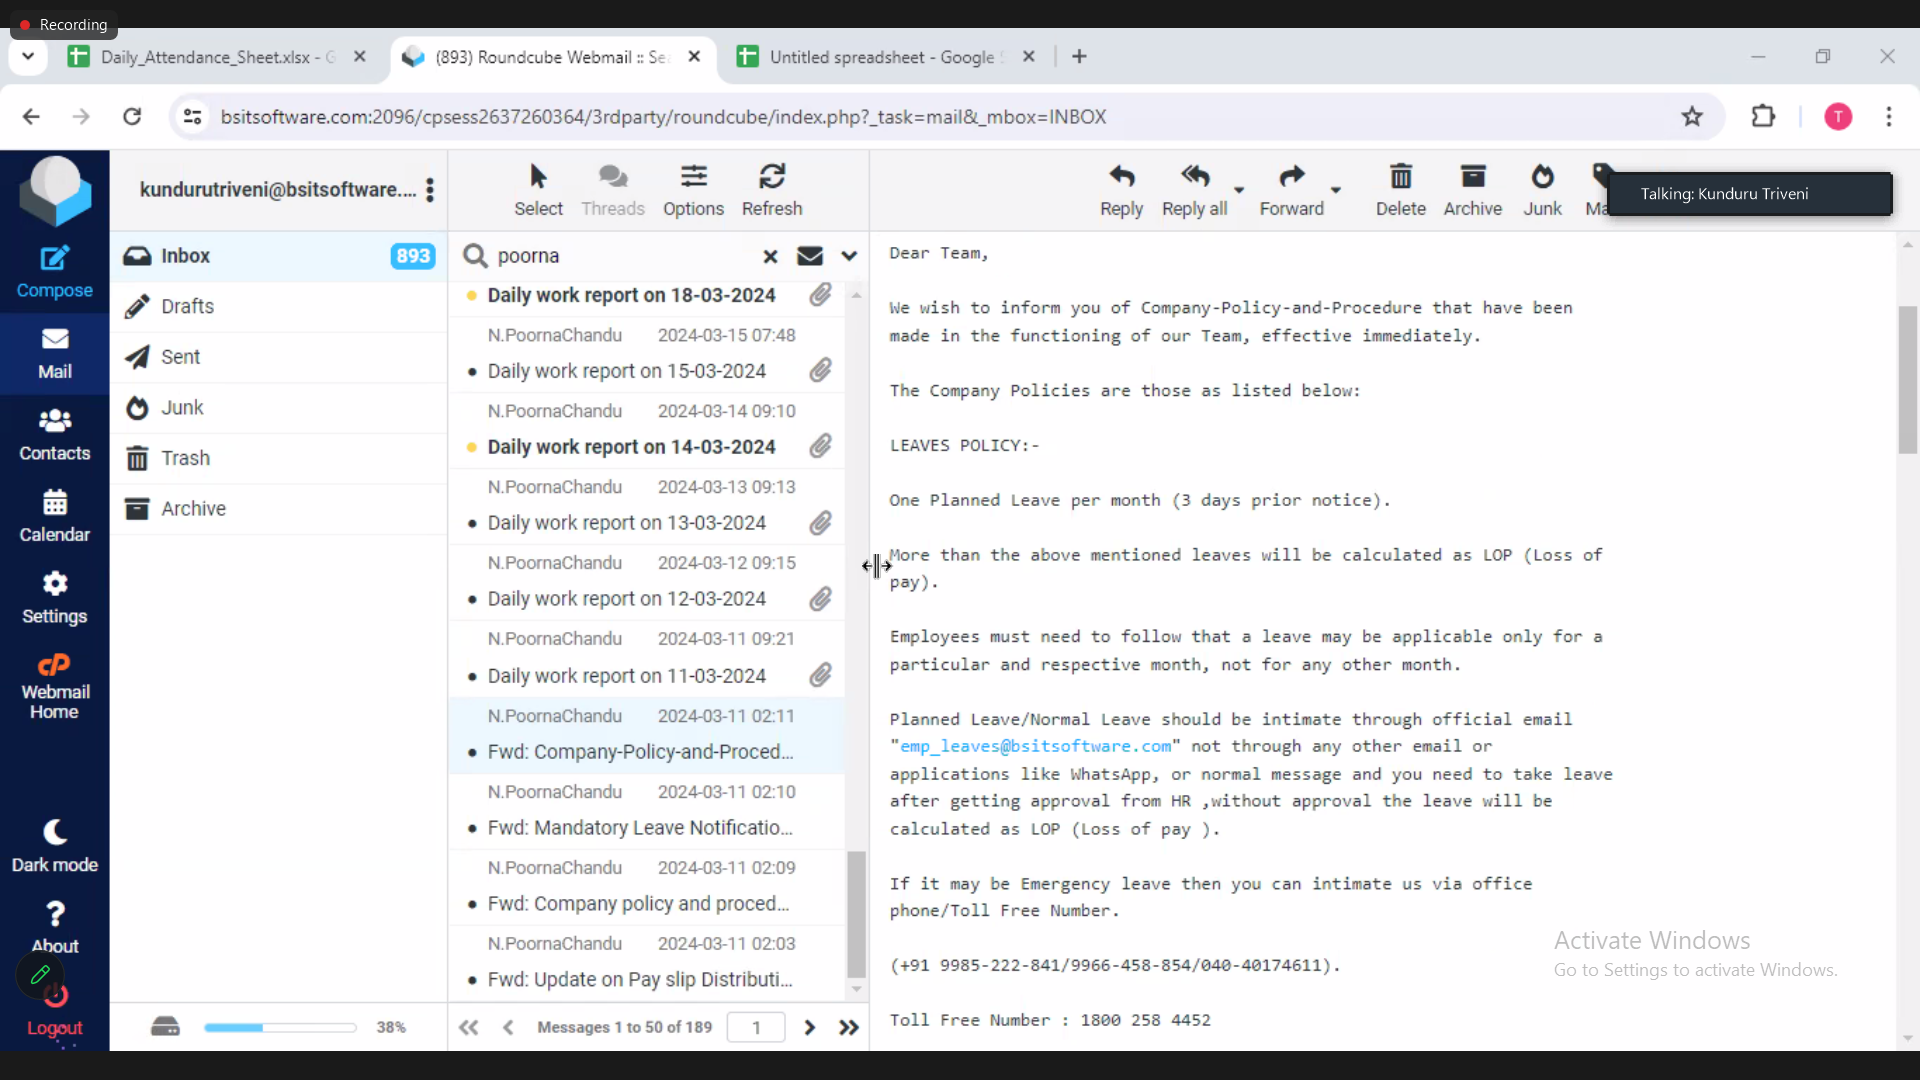 Recording
Daily_Attendance_Sheet.xlsx - G
(893) Roundcube Webmail :: Se
Untitled spreadsheet - Google S
bsitsoftware.com:2096/cpsess2637260364/3rdparty/roundcube/index.php?_task=mail&_mbox=INBOX
T
Compose
Mail
Contacts
Calendar
Settings
Webmail
Home
Dark mode
About
Logout
kundurutriveni@bsitsoftware....
Inbox
893
Drafts
Sent
Junk
Trash
Archive
38%
Select
Threads
Options
Refresh
poorna
Daily work report on 18-03-2024
N.PoornaChandu 2024-03-15 07:48
Daily work report on 15-03-2024
N.PoornaChandu 2024-03-14 09:10
Daily work report on 14-03-2024
N.PoornaChandu 2024-03-13 09:13
Daily work report on 13-03-2024
N.PoornaChandu 2024-03-12 09:15
Daily work report on 12-03-2024
N.PoornaChandu 2024-03-11 09:21
Daily work report on 11-03-2024
N.PoornaChandu 2024-03-11 02:11
Fwd: Company-Policy-and-Proced...
N.PoornaChandu 2024-03-11 02:10
Fwd: Mandatory Leave Notificatio...
N.PoornaChandu 2024-03-11 02:09
Fwd: Company policy and proced...
N.PoornaChandu 2024-03-11 02:03
Fwd: Update on Pay slip Distributi...
Messages 1 to 50 of 189
1
Reply
Reply all
Forward
Delete
Archive
Junk
Ma
Talking: Kunduru Triveni
Dear Team,
We wish to inform you of Company-Policy-and-Procedure that have been
made in the functioning of our Team, effective immediately.
The Company Policies are those as listed below:
LEAVES POLICY:-
One Planned Leave per month (3 days prior notice).
More than the above mentioned leaves will be calculated as LOP (Loss of
pay).
Employees must need to follow that a leave may be applicable only for a
particular and respective month, not for any other month.
Planned Leave/Normal Leave should be intimate through official email
"emp_leaves@bsitsoftware.com" not through any other email or
applications like WhatsApp, or normal message and you need to take leave
after getting approval from HR ,without approval the leave will be
calculated as LOP (Loss of pay ).
If it may be Emergency leave then you can intimate us via office
phone/Toll Free Number.
(+91 9985-222-841/9966-458-854/040-40174611).
Toll Free Number : 1800 258 4452
Activate Windows
Go to Settings to activate Windows.